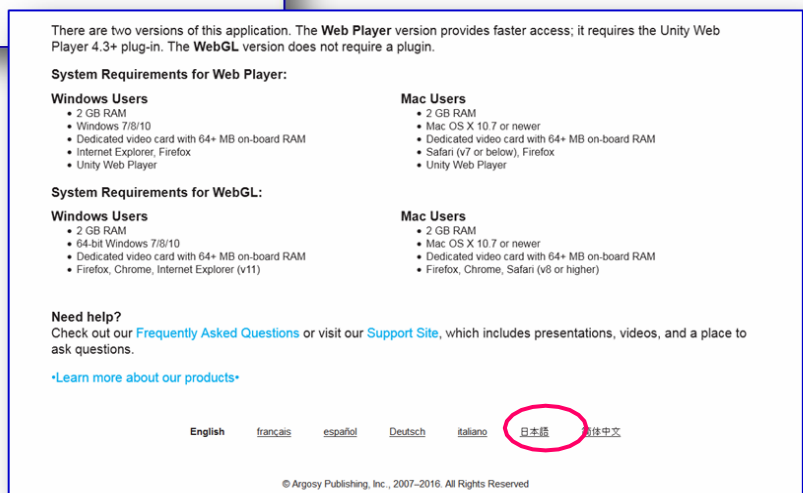 There are two versions of this application. The Web Player version provides faster access; it requires the Unity Web
Player 4.3+ plug-in. The WebGL version does not require a plugin.
System Requirements for Web Player:
Windows Users
• 2 GB RAM
• Windows 7/8/10
• Dedicated video card with 64+ MB on-board RAM
• Internet Explorer, Firefox
• Unity Web Player
Mac Users
• 2 GB RAM
• Mac OS X 10.7 or newer
• Dedicated video card with 64+ MB on-board RAM
• Safari (v7 or below), Firefox
• Unity Web Player
System Requirements for WebGL:
Windows Users
• 2 GB RAM
• 64-bit Windows 7/8/10
• Dedicated video card with 64+ MB on-board RAM
• Firefox, Chrome, Internet Explorer (v11)
Mac Users
• 2 GB RAM
• Mac OS X 10.7 or newer
• Dedicated video card with 64+ MB on-board RAM
• Firefox, Chrome, Safari (v8 or higher)
Need help?
Check out our Frequently Asked Questions or visit our Support Site, which includes presentations, videos, and a place to
ask questions.
•Learn more about our products•
English français español Deutsch italiano 日本語 简体中文
© Argosy Publishing, Inc., 2007–2016. All Rights Reserved